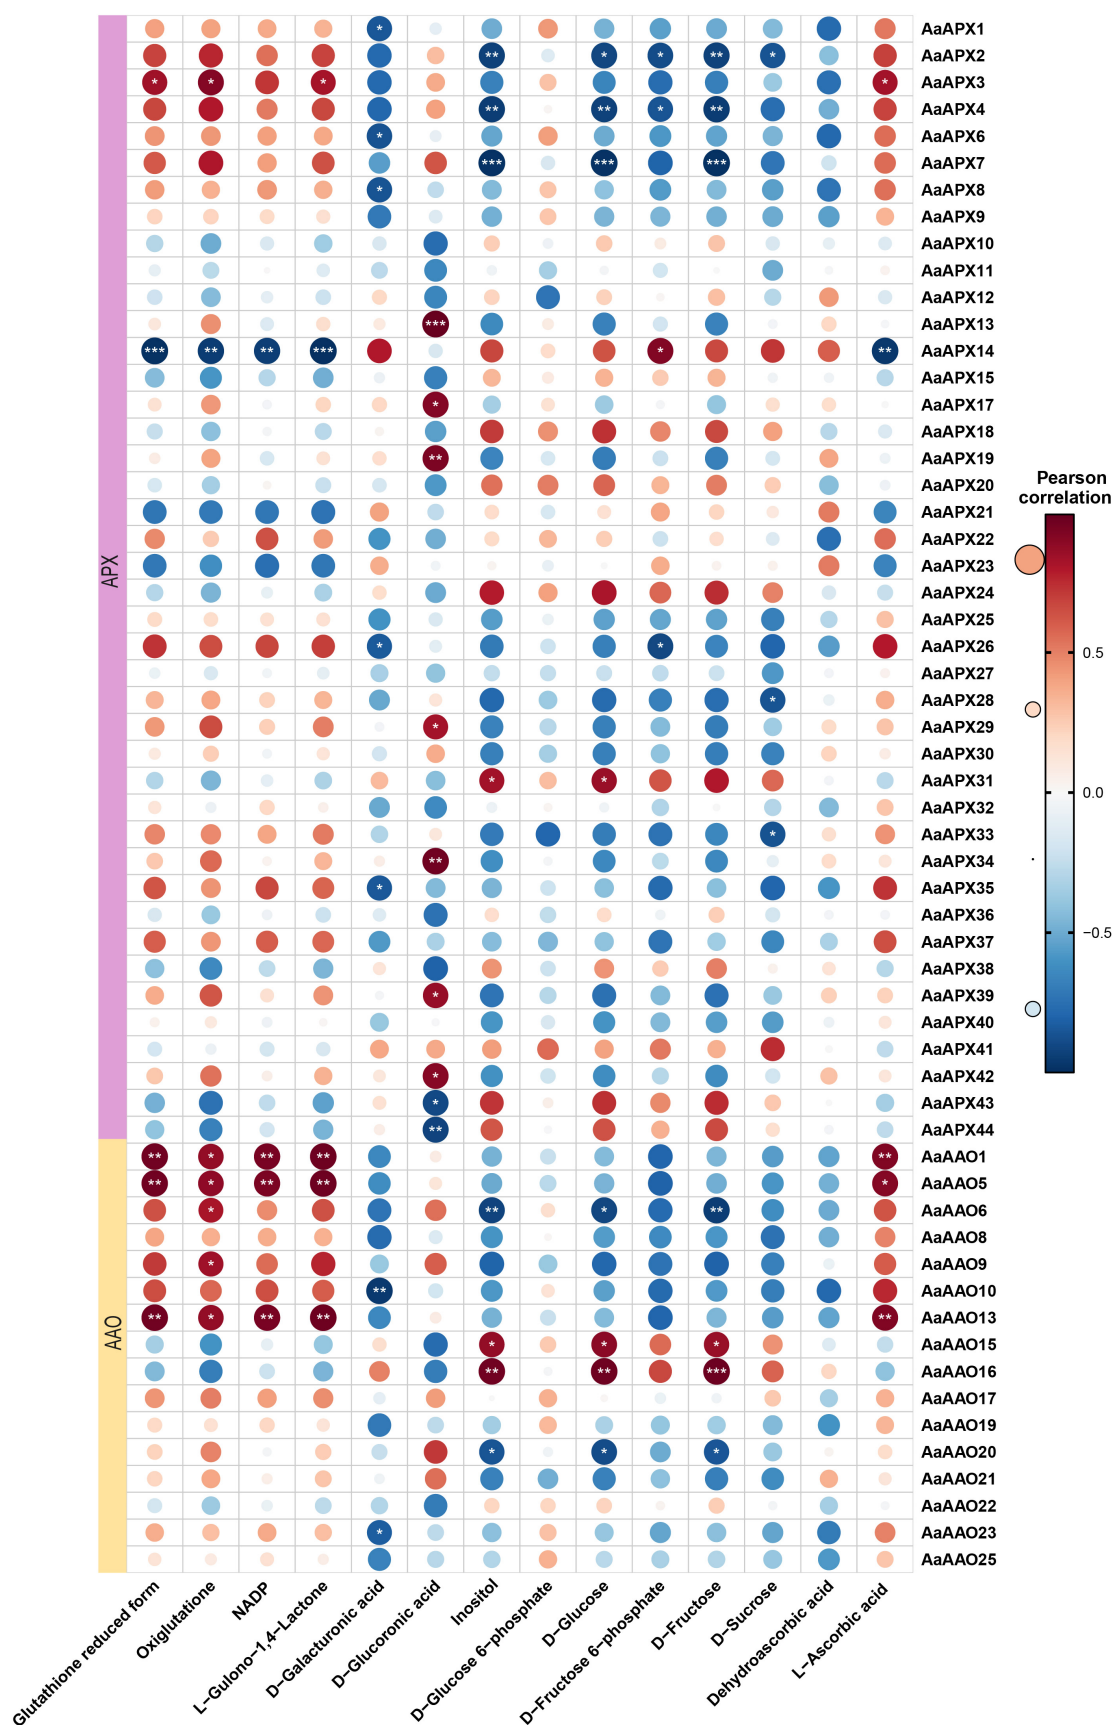 * AaAPX1
** * * ** * AaAPX2
* * * * AaAPX3
** ** * ** AaAPX4
* AaAPX6
*** *** *** AaAPX7
* AaAPX8
AaAPX9
AaAPX10
AaAPX11
AaAPX12
*** AaAPX13
*** ** ** *** * ** AaAPX14
AaAPX15
* AaAPX17
AaAPX18
** AaAPX19
AaAPX20
AaAPX21
AaAPX22
AaAPX23
AaAPX24
AaAPX25
* * AaAPX26
AaAPX27
* AaAPX28
* AaAPX29
AaAPX30
* * AaAPX31
AaAPX32
* AaAPX33
** AaAPX34
* AaAPX35
AaAPX36
AaAPX37
AaAPX38
* AaAPX39
AaAPX40
AaAPX41
* AaAPX42
* AaAPX43
** AaAPX44
** * ** ** ** AaAAO1
** * ** ** * AaAAO5
* ** * ** AaAAO6
AaAAO8
* AaAAO9
** AaAAO10
** * ** ** ** AaAAO13
* * * AaAAO15
** ** *** AaAAO16
AaAAO17
AaAAO19
* * * AaAAO20
AaAAO21
AaAAO22
* AaAAO23
AaAAO25
APX
AAO
Glutathione reduced form
Oxiglutatione
NADP
L−Gulono−1,4−Lactone
D−Galacturonic acid
D−Glucoronic acid
Inositol
D−Glucose 6−phosphate
D−Glucose
D−Fructose 6−phosphate
D−Fructose
D−Sucrose
Dehydroascorbic acid
L−Ascorbic acid
Pearson
correlation
0.5
0.0
−0.5